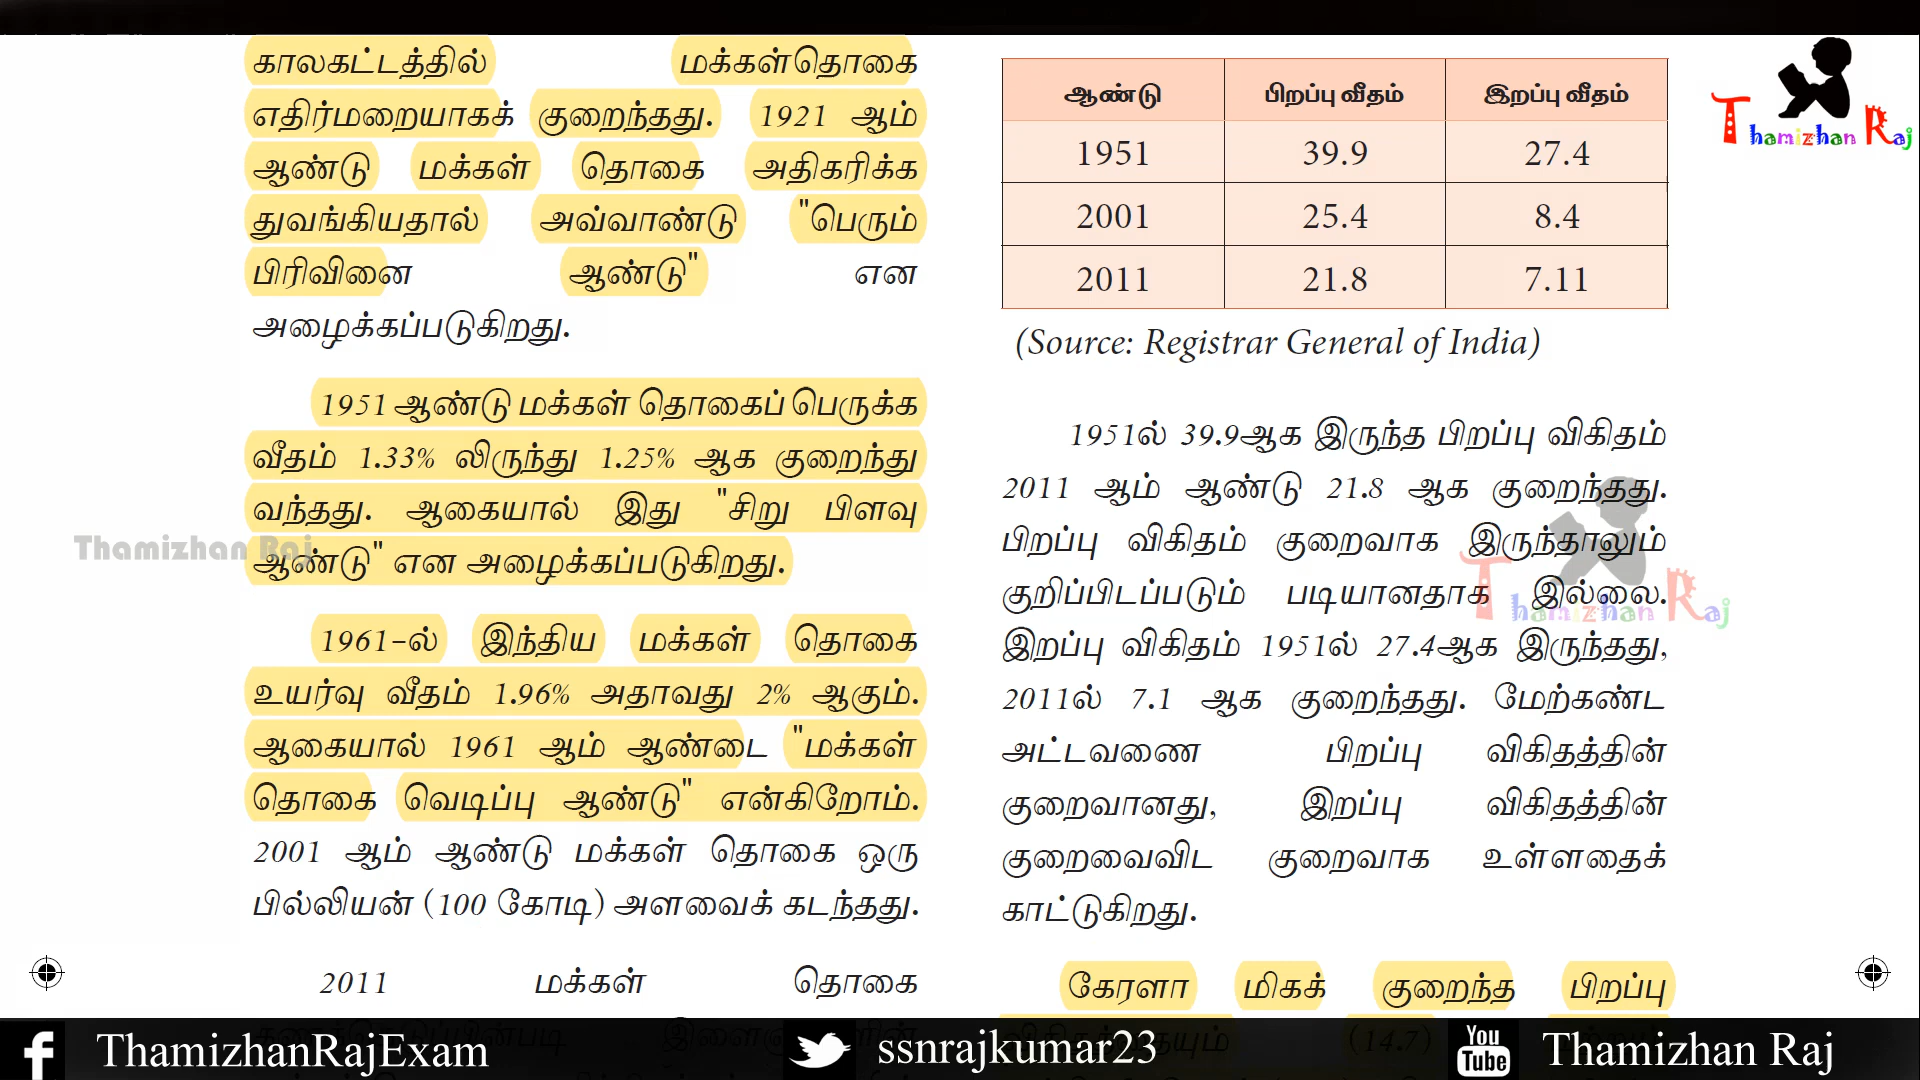 காலகட்டத்தில் மக்கள்தொகை
எதிர்மறையாகக் குறைந்தது. 1921 ஆம்
ஆண்டு மக்கள் தொகை அதிகரிக்க
துவங்கியதால் அவ்வாண்டு "பெரும்
பிரிவினை ஆண்டு" என
அழைக்கப்படுகிறது.
1951 ஆண்டு மக்கள் தொகைப் பெருக்க
வீதம் 1.33% லிருந்து 1.25% ஆக குறைந்து
வந்தது. ஆகையால் இது "சிறு பிளவு
ஆண்டு" என அழைக்கப்படுகிறது.
1961-ல் இந்திய மக்கள் தொகை
உயர்வு வீதம் 1.96% அதாவது 2% ஆகும்.
ஆகையால் 1961 ஆம் ஆண்டை "மக்கள்
தொகை வெடிப்பு ஆண்டு" என்கிறோம்.
2001 ஆம் ஆண்டு மக்கள் தொகை ஒரு
பில்லியன் (100 கோடி) அளவைக் கடந்தது.
2011 மக்கள் தொகை
Thamizhan Raj
ஆண்டு பிறப்பு வீதம் இறப்பு வீதம்
1951 39.9 27.4
2001 25.4 8.4
2011 21.8 7.11
(Source: Registrar General of India)
1951ல் 39.9ஆக இருந்த பிறப்பு விகிதம்
2011 ஆம் ஆண்டு 21.8 ஆக குறைந்தது.
பிறப்பு விகிதம் குறைவாக இருந்தாலும்
குறிப்பிடப்படும் படியானதாக இல்லை.
இறப்பு விகிதம் 1951ல் 27.4ஆக இருந்தது,
2011ல் 7.1 ஆக குறைந்தது. மேற்கண்ட
அட்டவணை பிறப்பு விகிதத்தின்
குறைவானது, இறப்பு விகிதத்தின்
குறைவைவிட குறைவாக உள்ளதைக்
காட்டுகிறது.
கேரளா மிகக் குறைந்த பிறப்பு
(14.7)
Thamizhan Raj
Thamizhan Raj
ThamizhanRajExam
ssnrajkumar23
You Tube
Thamizhan Raj